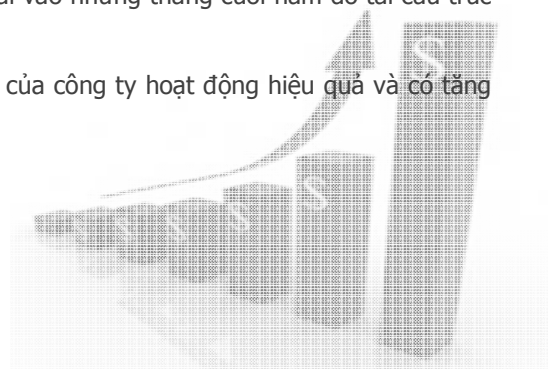 vào những tháng cuối năm do tái cấu trúc
của công ty hoạt động hiệu quả và có tăng